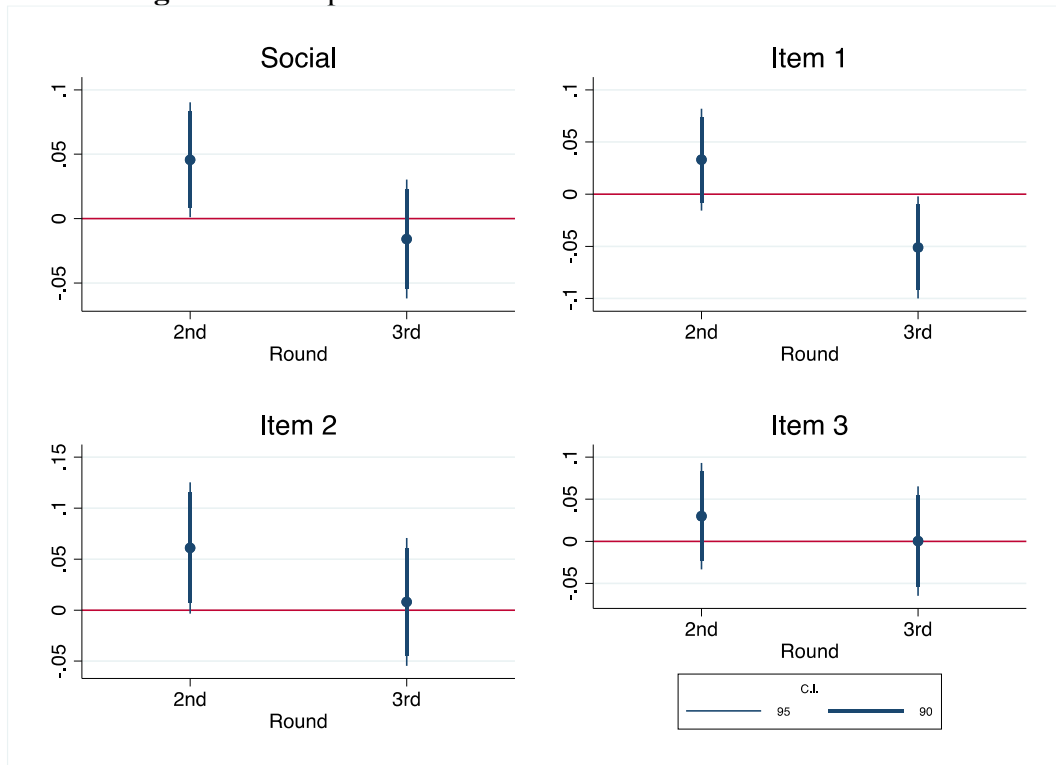 Social
.1
.05
0
-.05
2nd
3rd
Round
Item 1
.1
.05
0
-.05
-.1
2nd
3rd
Round
Item 2
.15
.1
.05
0
-.05
2nd
3rd
Round
Item 3
.1
.05
0
-.05
2nd
3rd
Round
C.I.
95 90